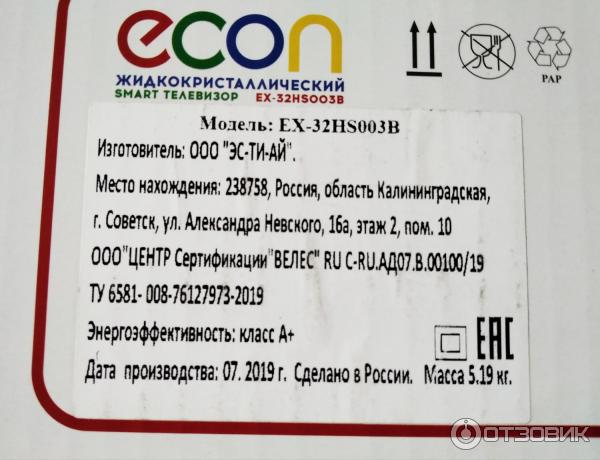 econ
ЖИДКОКРИСТАЛЛИЧЕСКИЙ
SMART ТЕЛЕВИЗОР EX-32HS003B
PAP
Модель: EX-32HS003B
Изготовитель: ООО "ЭС-ТИ-АЙ".
Место нахождения: 238758, Россия, область Калининградская,
г. Советск, ул. Александра Невского, 16а, этаж 2, пом. 10
ООО"ЦЕНТР Сертификации"ВЕЛЕС" RU C-RU.АД07.В.00100/19
ТУ 6581- 008-76127973-2019
Энергоэффективность: класс А+
EAC
Дата производства: 07. 2019 г. Сделано в России. Масса 5.19 кг.
ОТЗОВИК